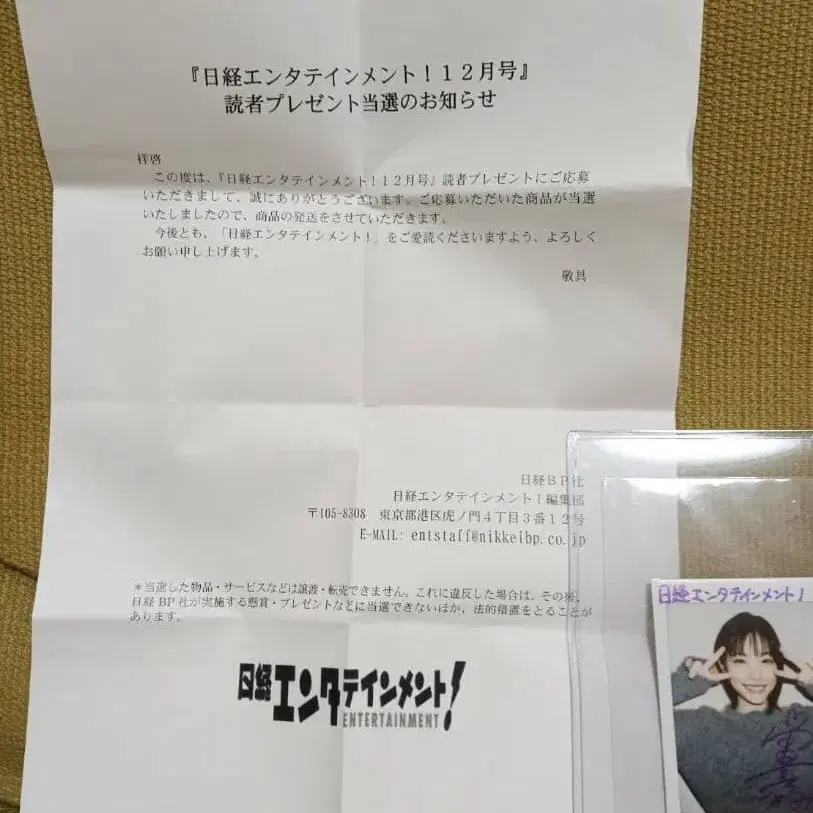 『日経エンタテインメント！１２月号』
読者プレゼント当選のお知らせ
拝啓
この度は、『日経エンタテインメント！１２月号』読者プレゼントにご応募
いただきまして、誠にありがとうございます。ご応募いただいた商品が当選
いたしましたので、商品の発送をさせていただきます。
今後とも、「日経エンタテインメント！」をご愛読くださいますよう、よろしく
お願い申し上げます。
敬具
日経ＢＰ社
日経エンタテインメント！編集部
〒105-8308 東京都港区虎ノ門４丁目３番１２号
E-MAIL: entstaff@nikkeibp.co.jp
＊当選した物品・サービスなどは譲渡・転売できません。これに違反した場合は、その後、
日経 BP 社が実施する懸賞・プレゼントなどに当選できないほか、法的措置をとることが
あります。
日経エンタテインメント！
ENTERTAINMENT
日経エンタテインメント！